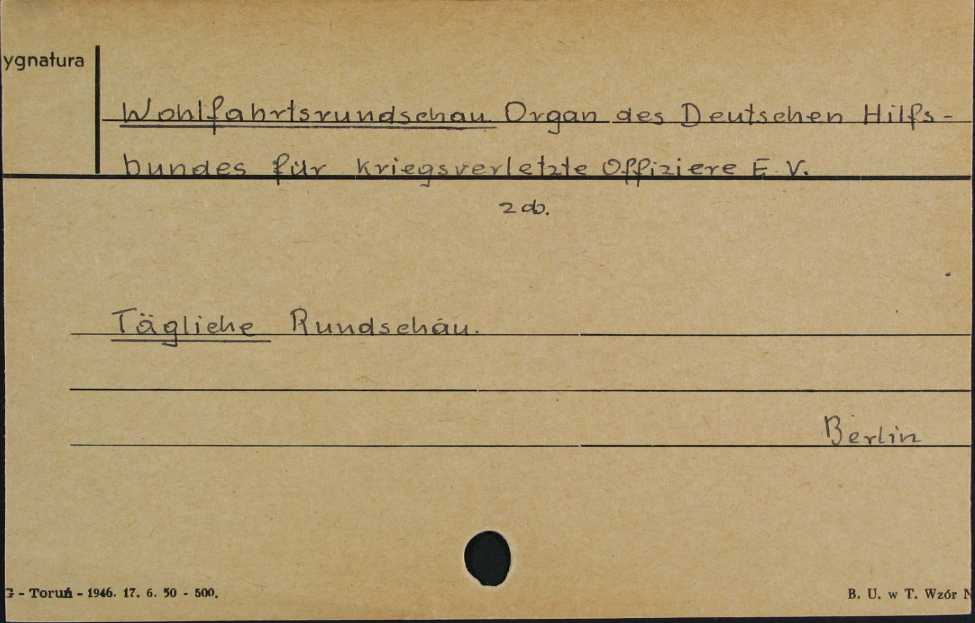 ygnatura
Wohlfahrtsrundschau Organ des Deutschen Hilfs-
bundes für Kriegsverletzte Offiziere E. V.
z ob.
Tägliche Rundschau.
Berlin
G - Toruń - 1946. 17. 6. 50 - 500.
B. U. w T. Wzór N